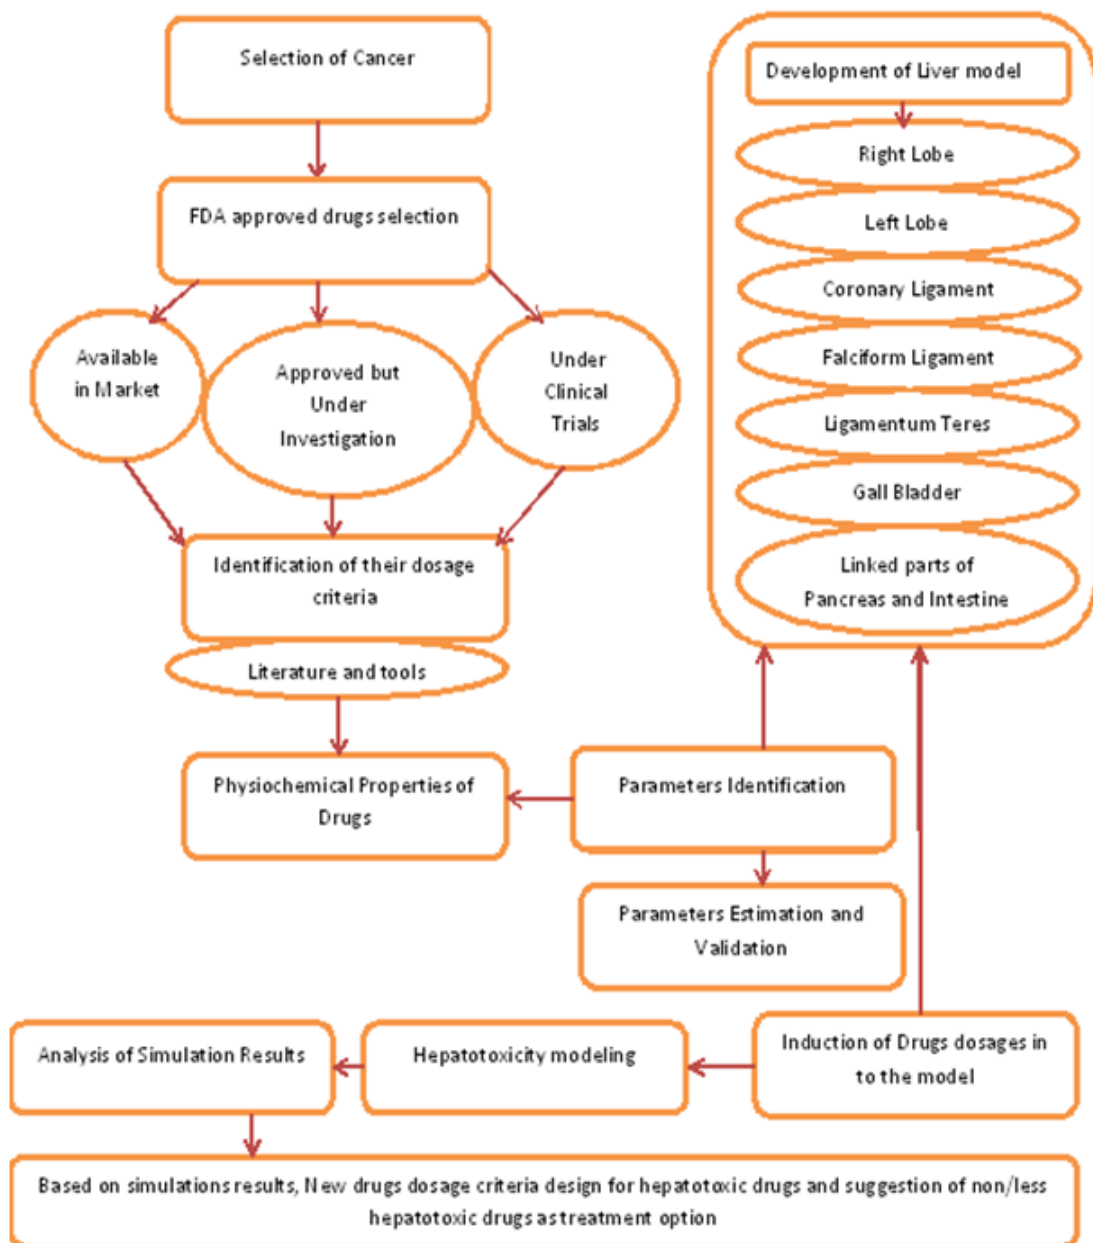 Selection of Cancer
FDA approved drugs selection
Available
in Market
Approved but
Under
Investigation
Under
Clinical
Trials
Identification of their dosage
criteria
Literature and tools
Physiochemical Properties of
Drugs
Development of Liver model
Right Lobe
Left Lobe
Coronary Ligament
Falciform Ligament
Ligamentum Teres
Gall Bladder
Linked parts of
Pancreas and Intestine
Parameters Identification
Parameters Estimation and
Validation
Induction of Drugs dosages in
to the model
Hepatotoxicity modeling
Analysis of Simulation Results
Based on simulations results, New drugs dosage criteria design for hepatotoxic drugs and suggestion of non/less
hepatotoxic drugs as treatment option